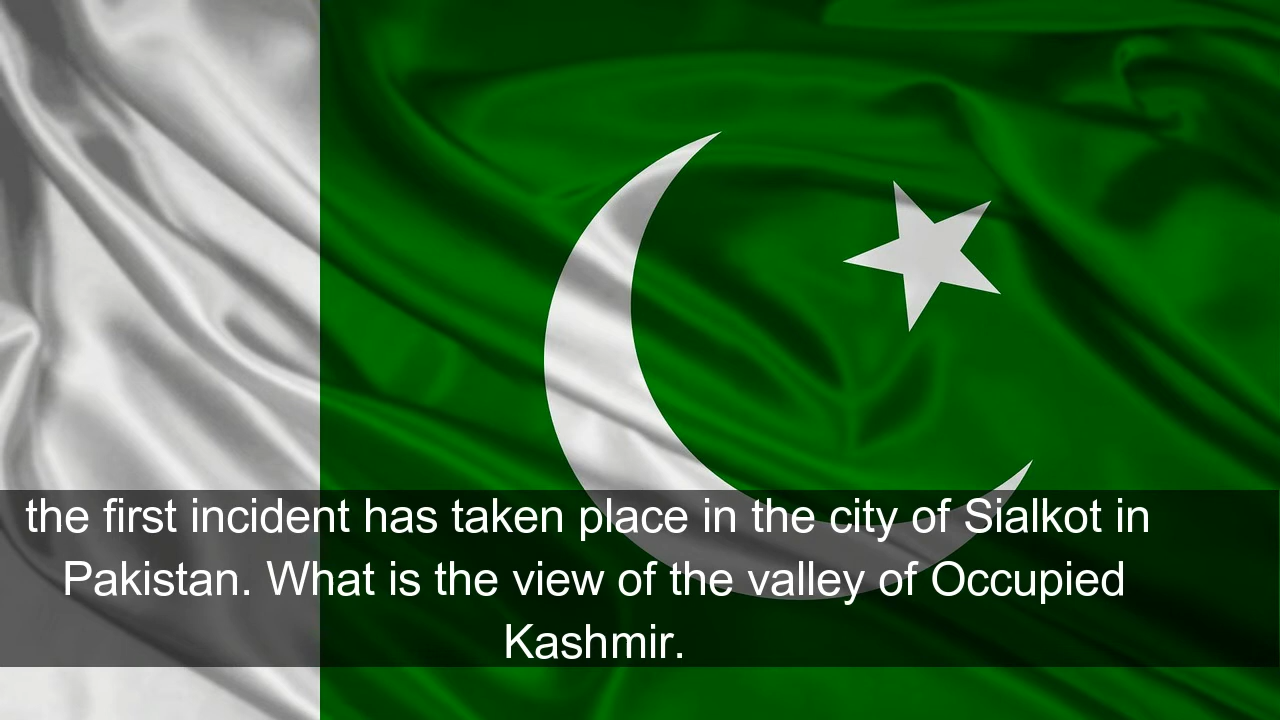 the first incident has taken place in the city of Sialkot in
Pakistan. What is the view of the valley of Occupied
Kashmir.